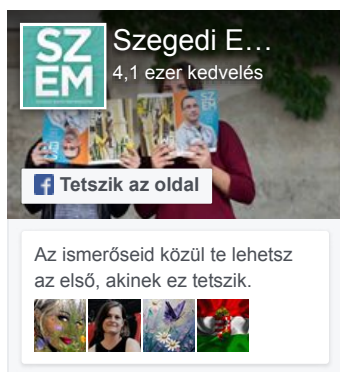 SZ
EM
Szegedi E...
4,1 ezer kedvelés
Tetszik az oldal
Az ismerőseid közül te lehetsz
az első, akinek ez tetszik.